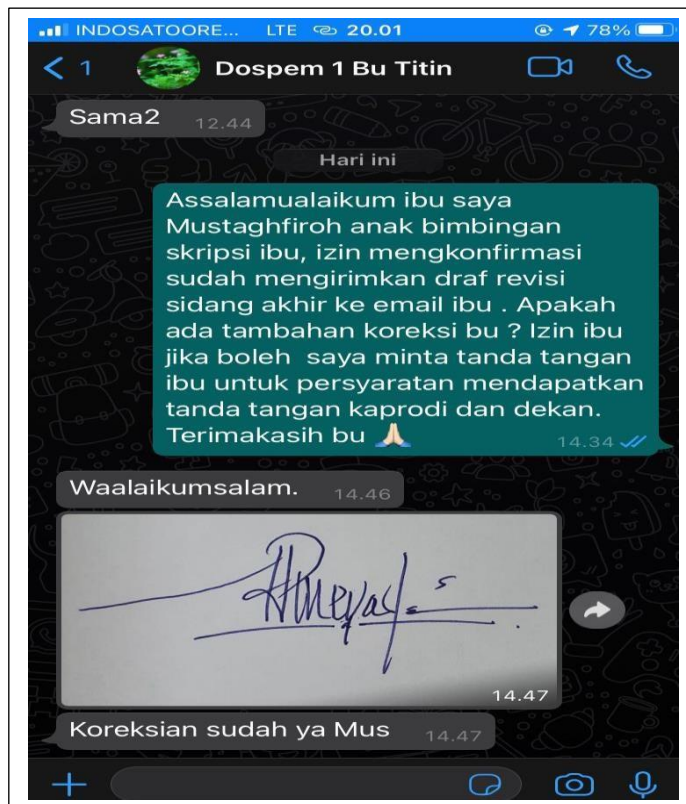 INDOSATOORE... LTE 20.01 78%
1 Dospem 1 Bu Titin
Sama2 12.44
Hari ini
Assalamualaikum ibu saya
Mustaghfiroh anak bimbingan
skripsi ibu, izin mengkonfirmasi
sudah mengirimkan draf revisi
sidang akhir ke email ibu . Apakah
ada tambahan koreksi bu ? Izin ibu
jika boleh saya minta tanda tangan
ibu untuk persyaratan mendapatkan
tanda tangan kaprodi dan dekan.
Terimakasih bu 🙏🏻 14.34
Waalaikumsalam. 14.46
14.47
Koreksian sudah ya Mus 14.47